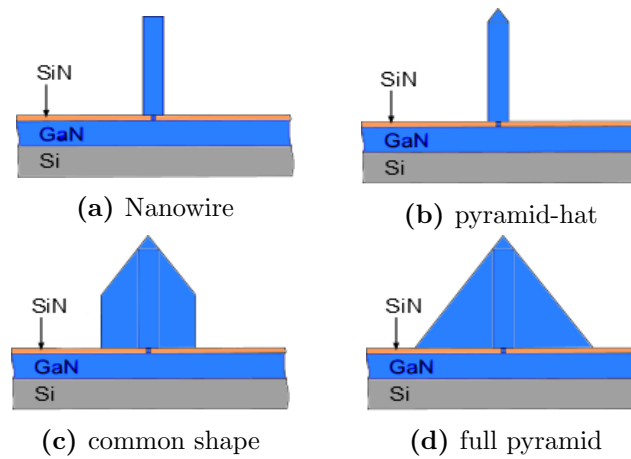 SiN
GaN
Si
(a) Nanowire
SiN
GaN
Si
(b) pyramid-hat
SiN
GaN
Si
(c) common shape
SiN
GaN
Si
(d) full pyramid